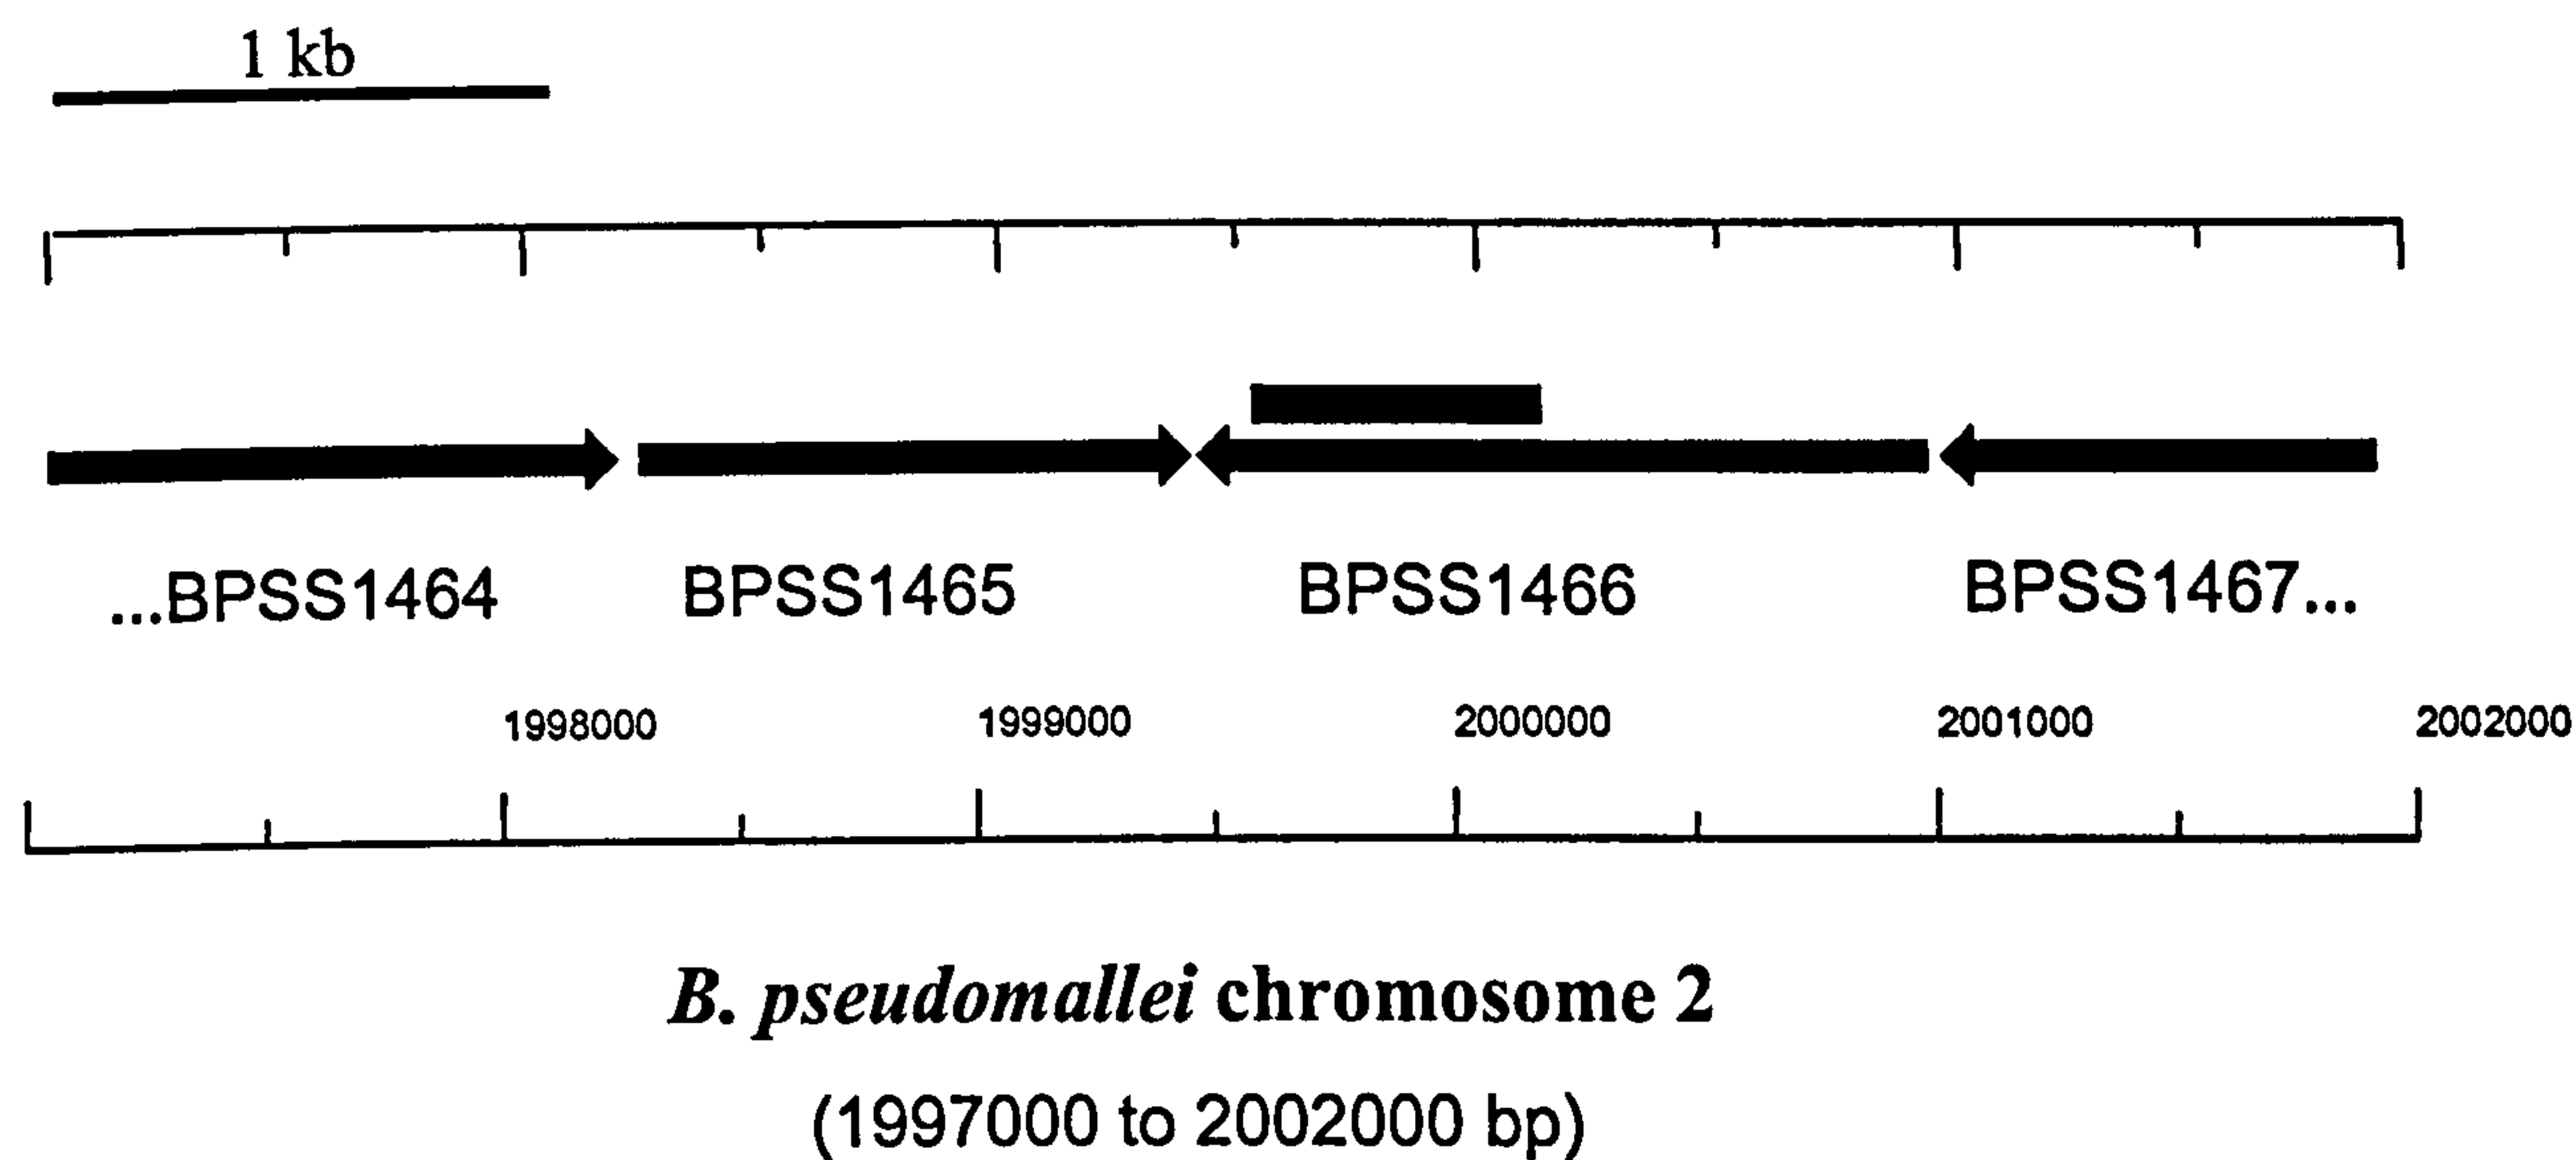 1 kb
...BPSS1464 BPSS1465 BPSS1466 BPSS1467...
1998000 1999000 2000000 2001000 2002000
B. pseudomallei chromosome 2
(1997000 to 2002000 bp)